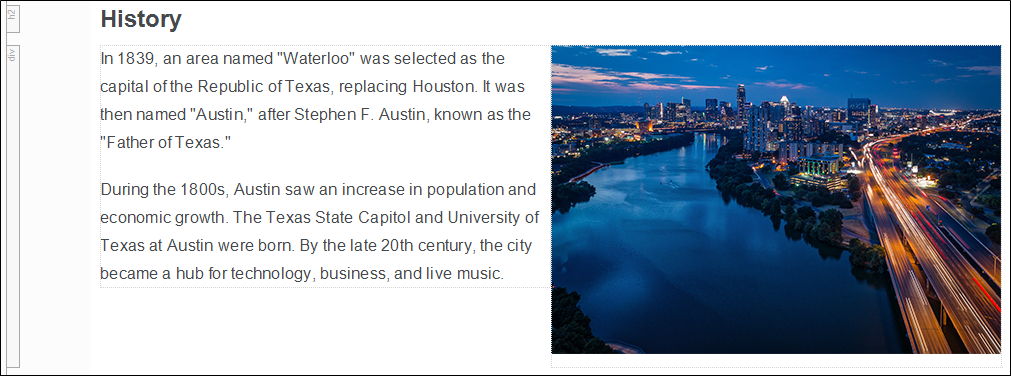 h2
History
div
In 1839, an area named "Waterloo" was selected as the
capital of the Republic of Texas, replacing Houston. It was
then named "Austin," after Stephen F. Austin, known as the
"Father of Texas."
During the 1800s, Austin saw an increase in population and
economic growth. The Texas State Capitol and University of
Texas at Austin were born. By the late 20th century, the city
became a hub for technology, business, and live music.